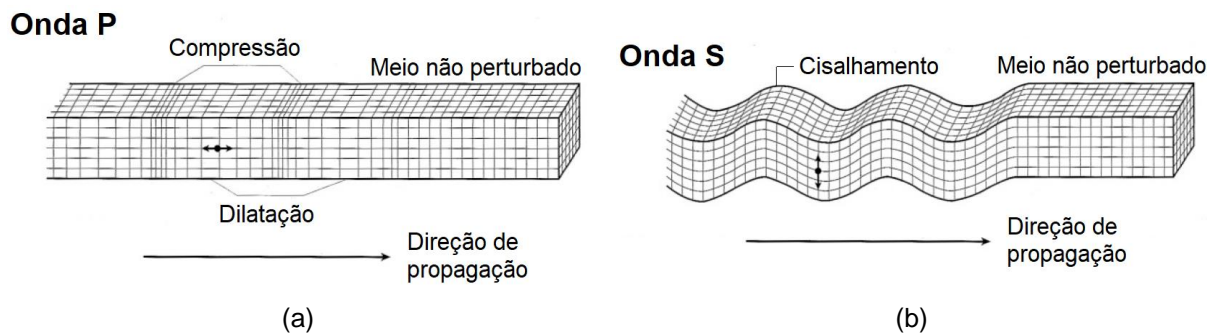 Onda P
Compressão
Meio não perturbado
Dilatação
Direção de
propagação
(a)
Onda S
Cisalhamento
Meio não perturbado
Direção de
propagação
(b)